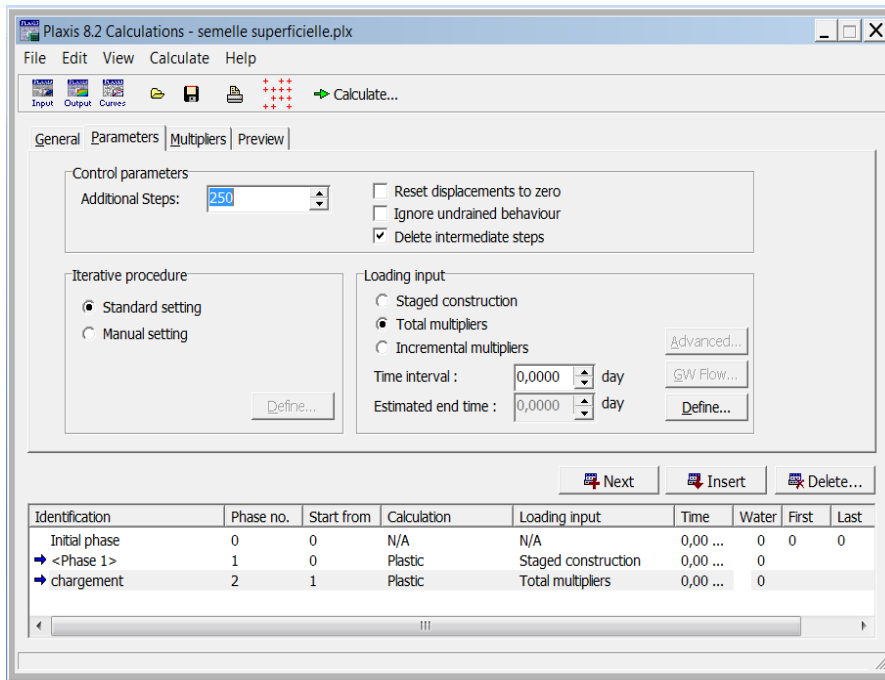 Plaxis 8.2 Calculations - semelle superficielle.plx
File Edit View Calculate Help
Input Output Curves Calculate...
General Parameters Multipliers Preview
Control parameters
Additional Steps: 250
Reset displacements to zero
Ignore undrained behaviour
Delete intermediate steps
Iterative procedure
Standard setting
Manual setting
Define...
Loading input
Staged construction
Total multipliers
Incremental multipliers
Advanced...
Time interval : 0,0000 day GW Flow...
Estimated end time : 0,0000 day Define...
Next Insert Delete...
Identification Phase no. Start from Calculation Loading input Time Water First Last
Initial phase 0 0 N/A N/A 0,00 ... 0 0 0
<Phase 1> 1 0 Plastic Staged construction 0,00 ... 0
chargement 2 1 Plastic Total multipliers 0,00 ... 0